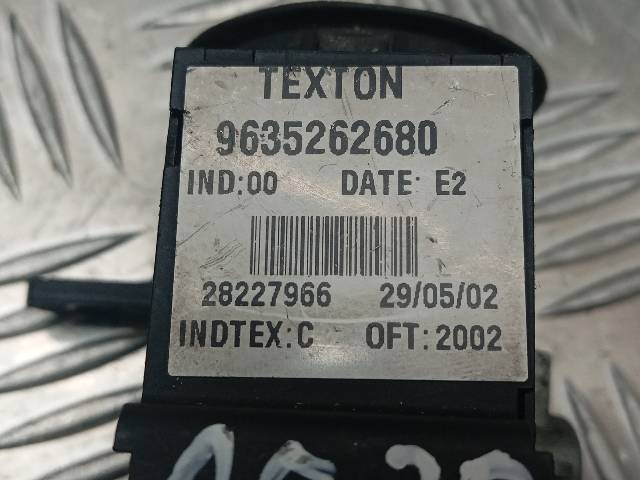 TEXTON
9635262680
IND:00 DATE: E2
28227966 29/05/02
INDTEX:C OFT:2002